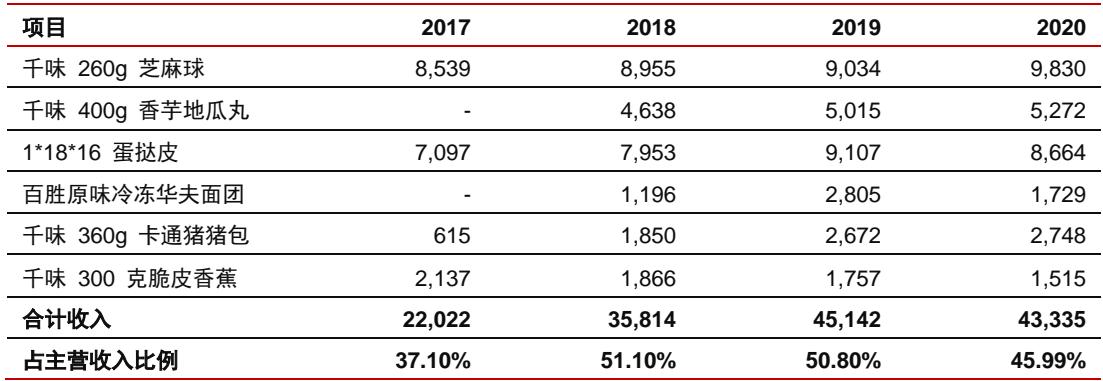 项目 2017 2018 2019 2020
千味 260g 芝麻球 8,539 8,955 9,034 9,830
千味 400g 香芋地瓜丸 - 4,638 5,015 5,272
1*18*16 蛋挞皮 7,097 7,953 9,107 8,664
百胜原味冷冻华夫面团 - 1,196 2,805 1,729
千味 360g 卡通猪猪包 615 1,850 2,672 2,748
千味 300 克脆皮香蕉 2,137 1,866 1,757 1,515
合计收入 22,022 35,814 45,142 43,335
占主营收入比例 37.10% 51.10% 50.80% 45.99%